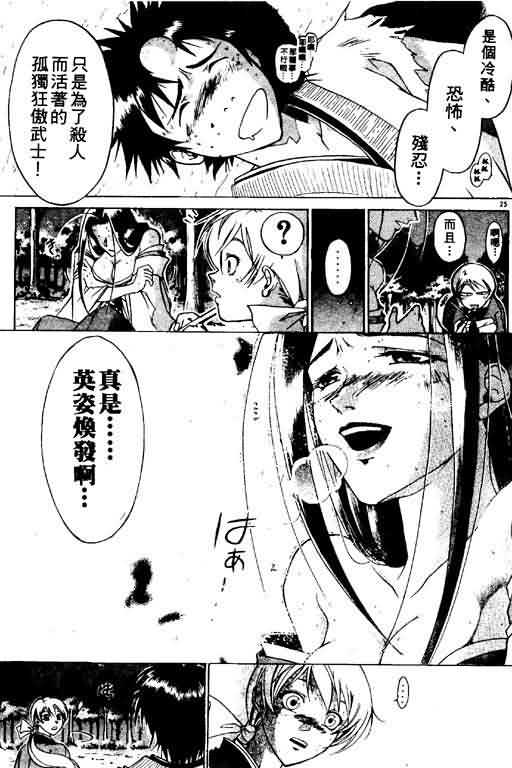 是個冷酷、
恐怖、
殘忍…
只是為了殺人
而活著的
孤獨狂傲武士！
25
啊嗯…
而且…
……
？
真是……
英姿煥發啊…
はぁ
…